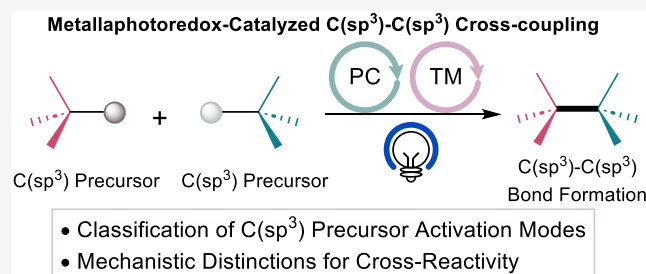 Metallaphotoredox-Catalyzed C(sp³)-C(sp³) Cross-coupling
PC TM
+
C(sp³) Precursor C(sp³) Precursor
C(sp³)-C(sp³)
Bond Formation
• Classification of C(sp³) Precursor Activation Modes
• Mechanistic Distinctions for Cross-Reactivity